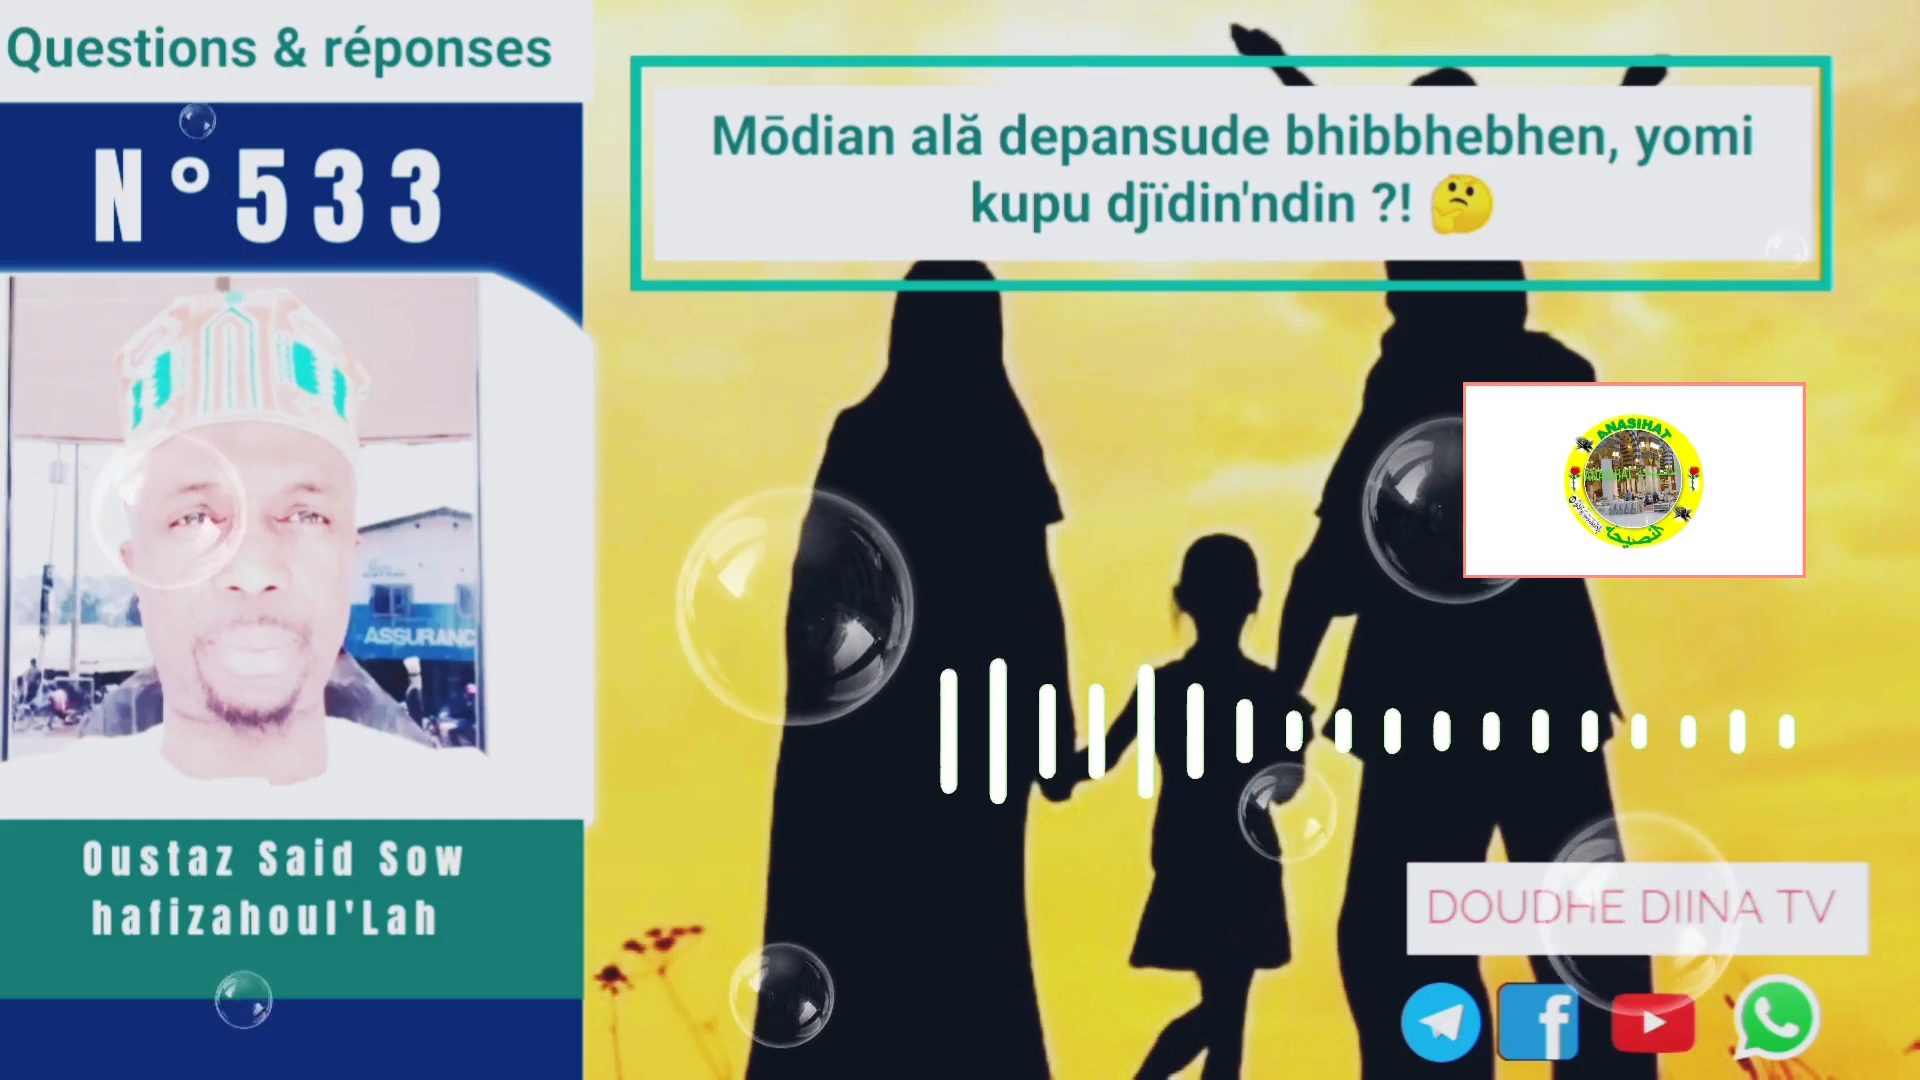 Questions & réponses
N°533
Mōdian ală depansude bhibbhebhen, yomi
kupu djïdin'ndin ?! 🤔
ASSURANC
ANASIHAT
النصيحة
Oustaz Said Sow
hafizahoul'Lah
DOUDHE DIINA TV